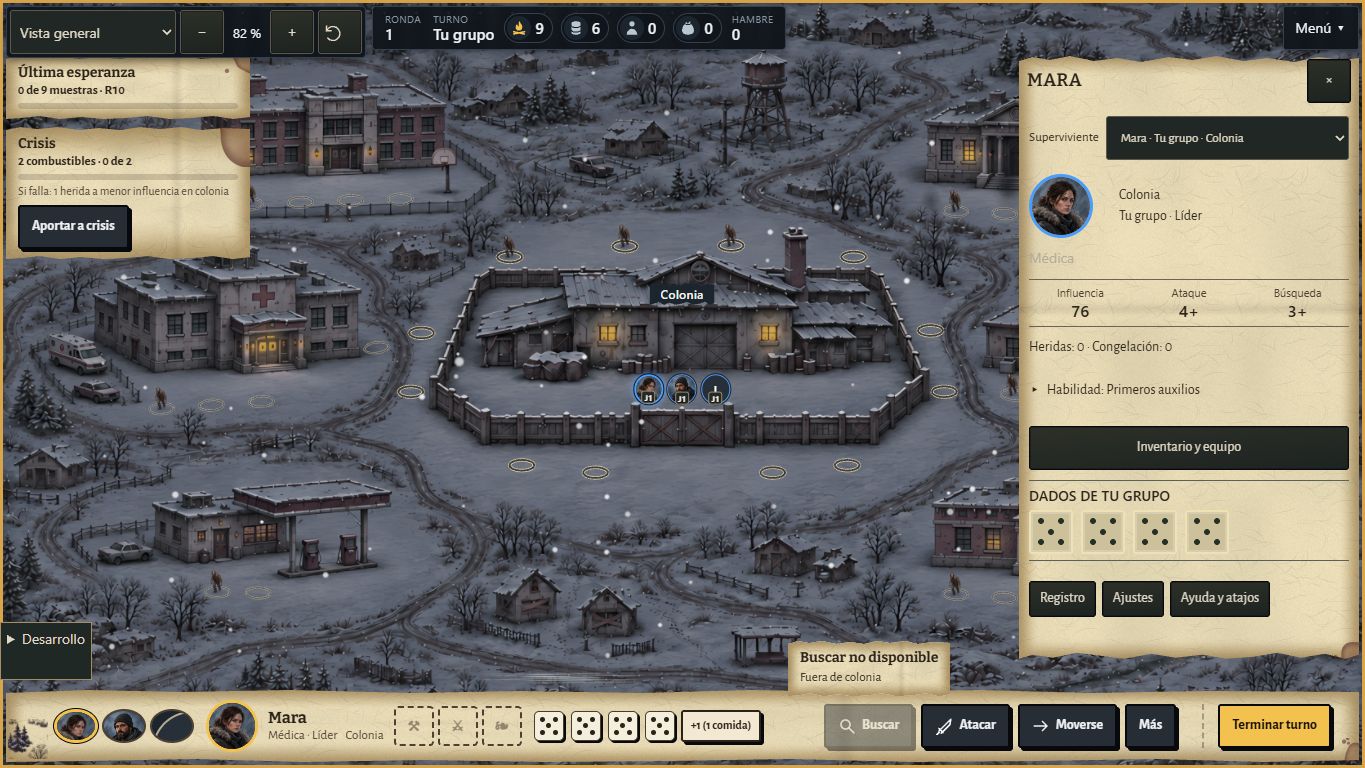 Vista general
−
82 %
+
RONDA
1
TURNO
Tu grupo
9
6
0
0
HAMBRE
0
Menú ▾
Última esperanza
0 de 9 muestras · R10
Crisis
2 combustibles · 0 de 2
Si falla: 1 herida a menor influencia en colonia
Aportar a crisis
Colonia
J1
J1
J1
MARA
×
Superviviente
Mara · Tu grupo · Colonia
Colonia
Tu grupo · Líder
Médica
Influencia
Ataque
Búsqueda
76
4+
3+
Heridas: 0 · Congelación: 0
▸ Habilidad: Primeros auxilios
Inventario y equipo
DADOS DE TU GRUPO
Registro
Ajustes
Ayuda y atajos
▶ Desarrollo
Buscar no disponible
Fuera de colonia
Mara
Médica · Líder Colonia
+1 (1 comida)
Buscar
Atacar
Moverse
Más
Terminar turno